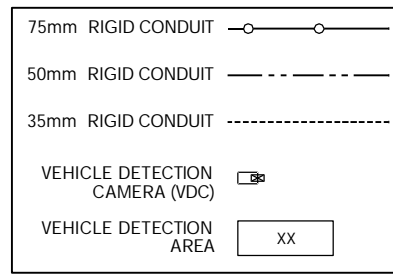 75mm RIGID CONDUIT
50mm RIGID CONDUIT
35mm RIGID CONDUIT
VEHICLE DETECTION
CAMERA (VDC)
VEHICLE DETECTION
AREA
XX